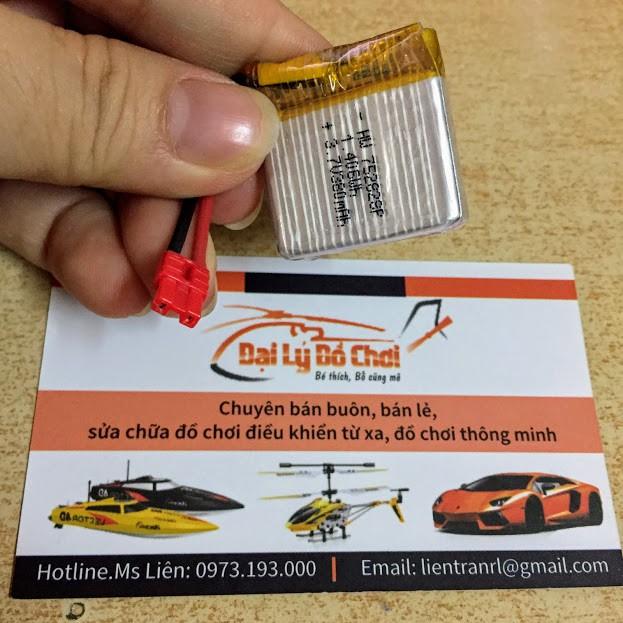 - HW 752828P
1.406Wh
+ 3.7V380mAh
Đại Lý Đồ Chơi
Bé thích, Bố cũng mê
Chuyên bán buôn, bán lẻ,
sửa chữa đồ chơi điều khiển từ xa, đồ chơi thông minh
VECTOR40
Hotline.Ms Liên: 0973.193.000 | Email: lientranrl@gmail.com